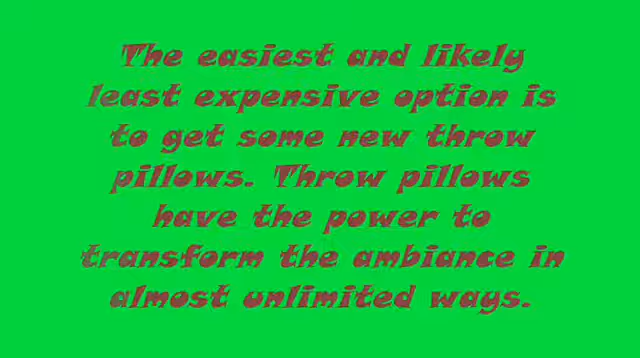 The easiest and likely
least expensive option is
to get some new throw
pillows. Throw pillows
have the power to
transform the ambiance in
almost unlimited ways.